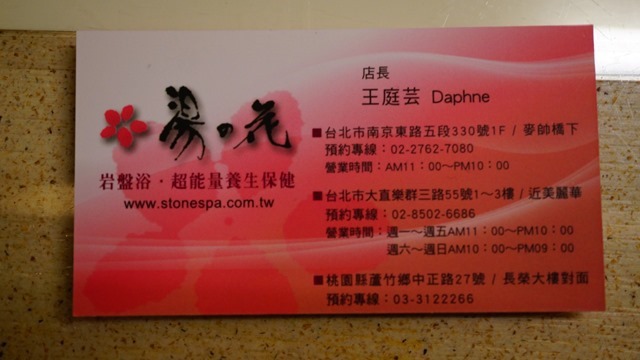 湯の花
岩盤浴・超能量養生保健
www.stonespa.com.tw
店長
王庭芸 Daphne
■台北市南京東路五段330號1F / 麥帥橋下
預約專線：02-2762-7080
營業時間：AM11：00～PM10：00
■台北市大直樂群三路55號1～3樓 / 近美麗華
預約專線：02-8502-6686
營業時間：週一～週五AM11：00～PM10：00
週六～週日AM10：00～PM09：00
■桃園縣蘆竹鄉中正路27號 / 長榮大樓對面
預約專線：03-3122266